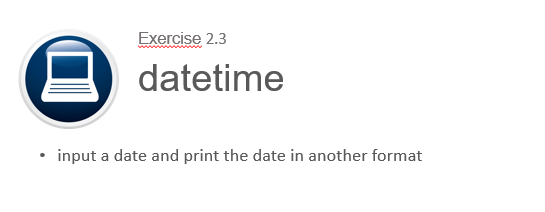 Exercise 2.3
datetime
• input a date and print the date in another format